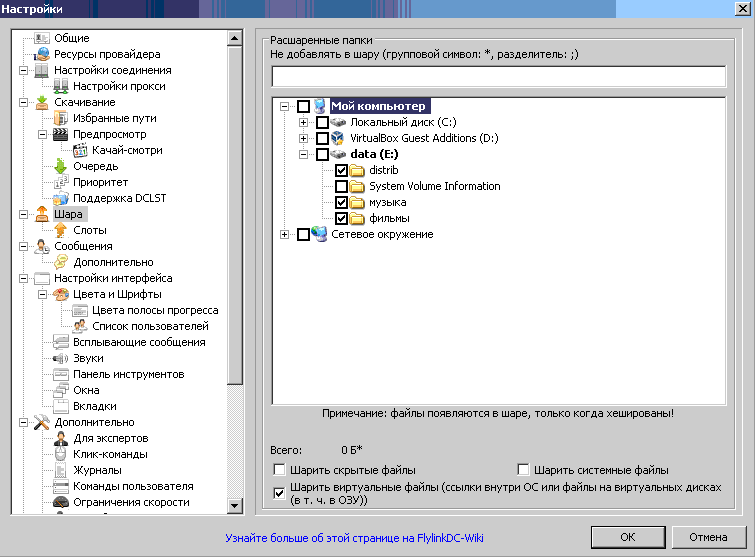 Настройки
Общие
Ресурсы провайдера
Настройки соединения
Настройки прокси
Скачивание
Избранные пути
Предпросмотр
Качай-смотри
Очередь
Приоритет
Поддержка DCLST
Шара
Слоты
Сообщения
Дополнительно
Настройки интерфейса
Цвета и Шрифты
Цвета полосы прогресса
Список пользователей
Всплывающие сообщения
Звуки
Панель инструментов
Окна
Вкладки
Дополнительно
Для экспертов
Клик-команды
Журналы
Команды пользователя
Ограничения скорости
Расшаренные папки
Не добавлять в шару (групповой символ: *, разделитель: ;)
Мой компьютер
Локальный диск (C:)
VirtualBox Guest Additions (D:)
data (E:)
distrib
System Volume Information
музыка
фильмы
Сетевое окружение
Примечание: файлы появляются в шаре, только когда хешированы!
Всего: 0 Б*
Шарить скрытые файлы
Шарить системные файлы
Шарить виртуальные файлы (ссылки внутри ОС или файлы на виртуальных дисках
(в т. ч. в ОЗУ))
Узнайте больше об этой странице на FlylinkDC-Wiki
OK
Отмена